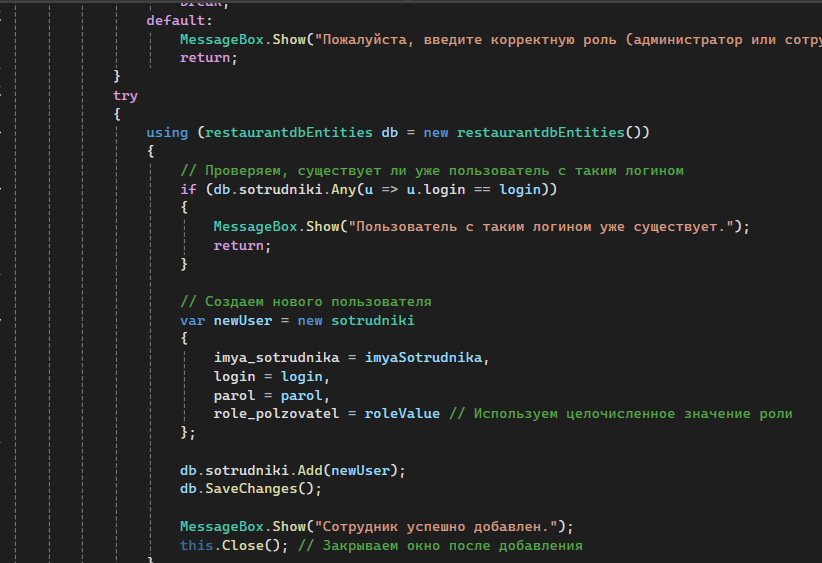 break;
default:
MessageBox.Show("Пожалуйста, введите корректную роль (администратор или сотру
return;
}
try
{
using (restaurantdbEntities db = new restaurantdbEntities())
{
// Проверяем, существует ли уже пользователь с таким логином
if (db.sotrudniki.Any(u => u.login == login))
{
MessageBox.Show("Пользователь с таким логином уже существует.");
return;
}
// Создаем нового пользователя
var newUser = new sotrudniki
{
imya_sotrudnika = imyaSotrudnika,
login = login,
parol = parol,
role_polzovatel = roleValue // Используем целочисленное значение роли
};
db.sotrudniki.Add(newUser);
db.SaveChanges();
MessageBox.Show("Сотрудник успешно добавлен.");
this.Close(); // Закрываем окно после добавления
}